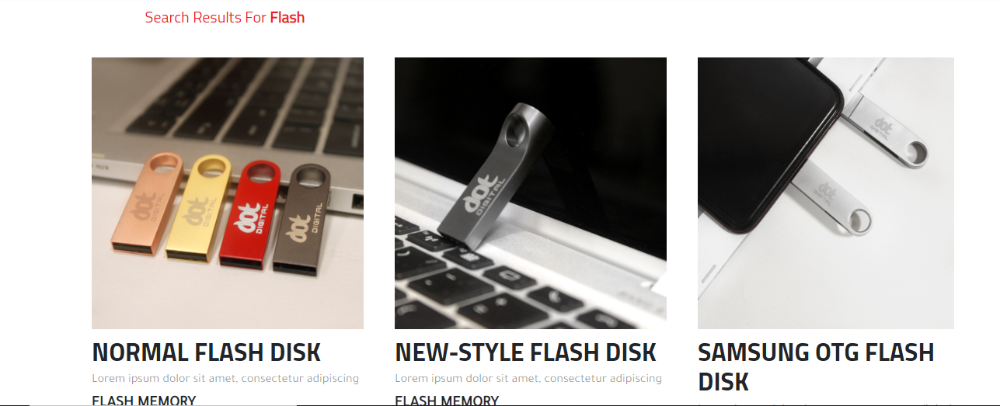 Search Results For Flash
dot
DIGITAL
dot
DIGITAL
dot
DIGITAL
dot
DIGITAL
dot
DIGITAL
dot
DIGITAL
dot
DIGITAL
NORMAL FLASH DISK
Lorem ipsum dolor sit amet, consectetur adipiscing
FLASH MEMORY
NEW-STYLE FLASH DISK
Lorem ipsum dolor sit amet, consectetur adipiscing
FLASH MEMORY
SAMSUNG OTG FLASH
DISK